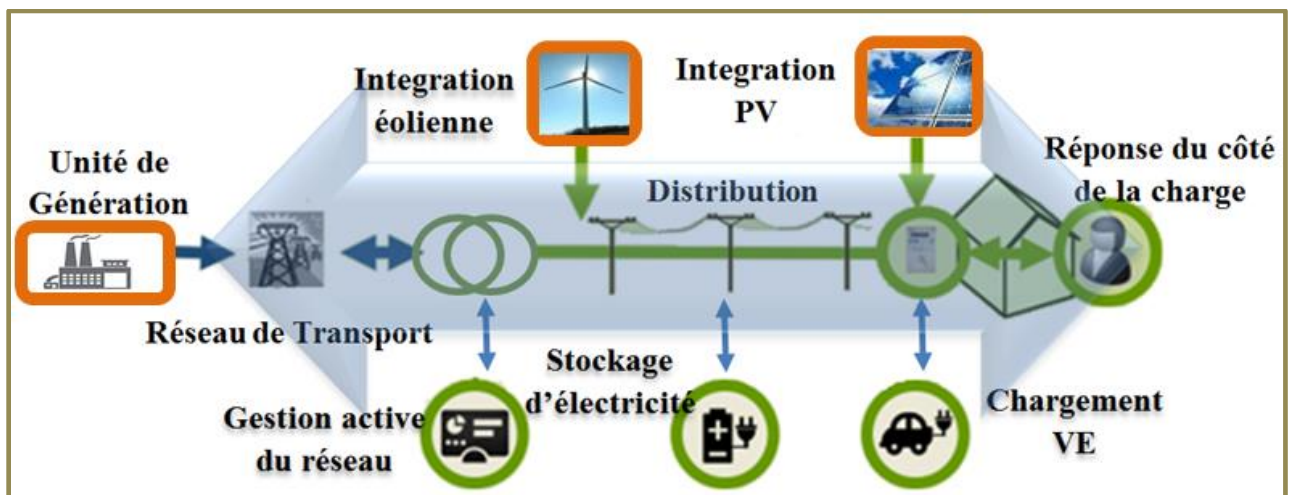 Integration
éolienne
Integration
PV
Unité de
Génération
Réponse du côté
de la charge
Distribution
Réseau de Transport
Stockage
d’électricité
Gestion active
du réseau
Chargement
VE